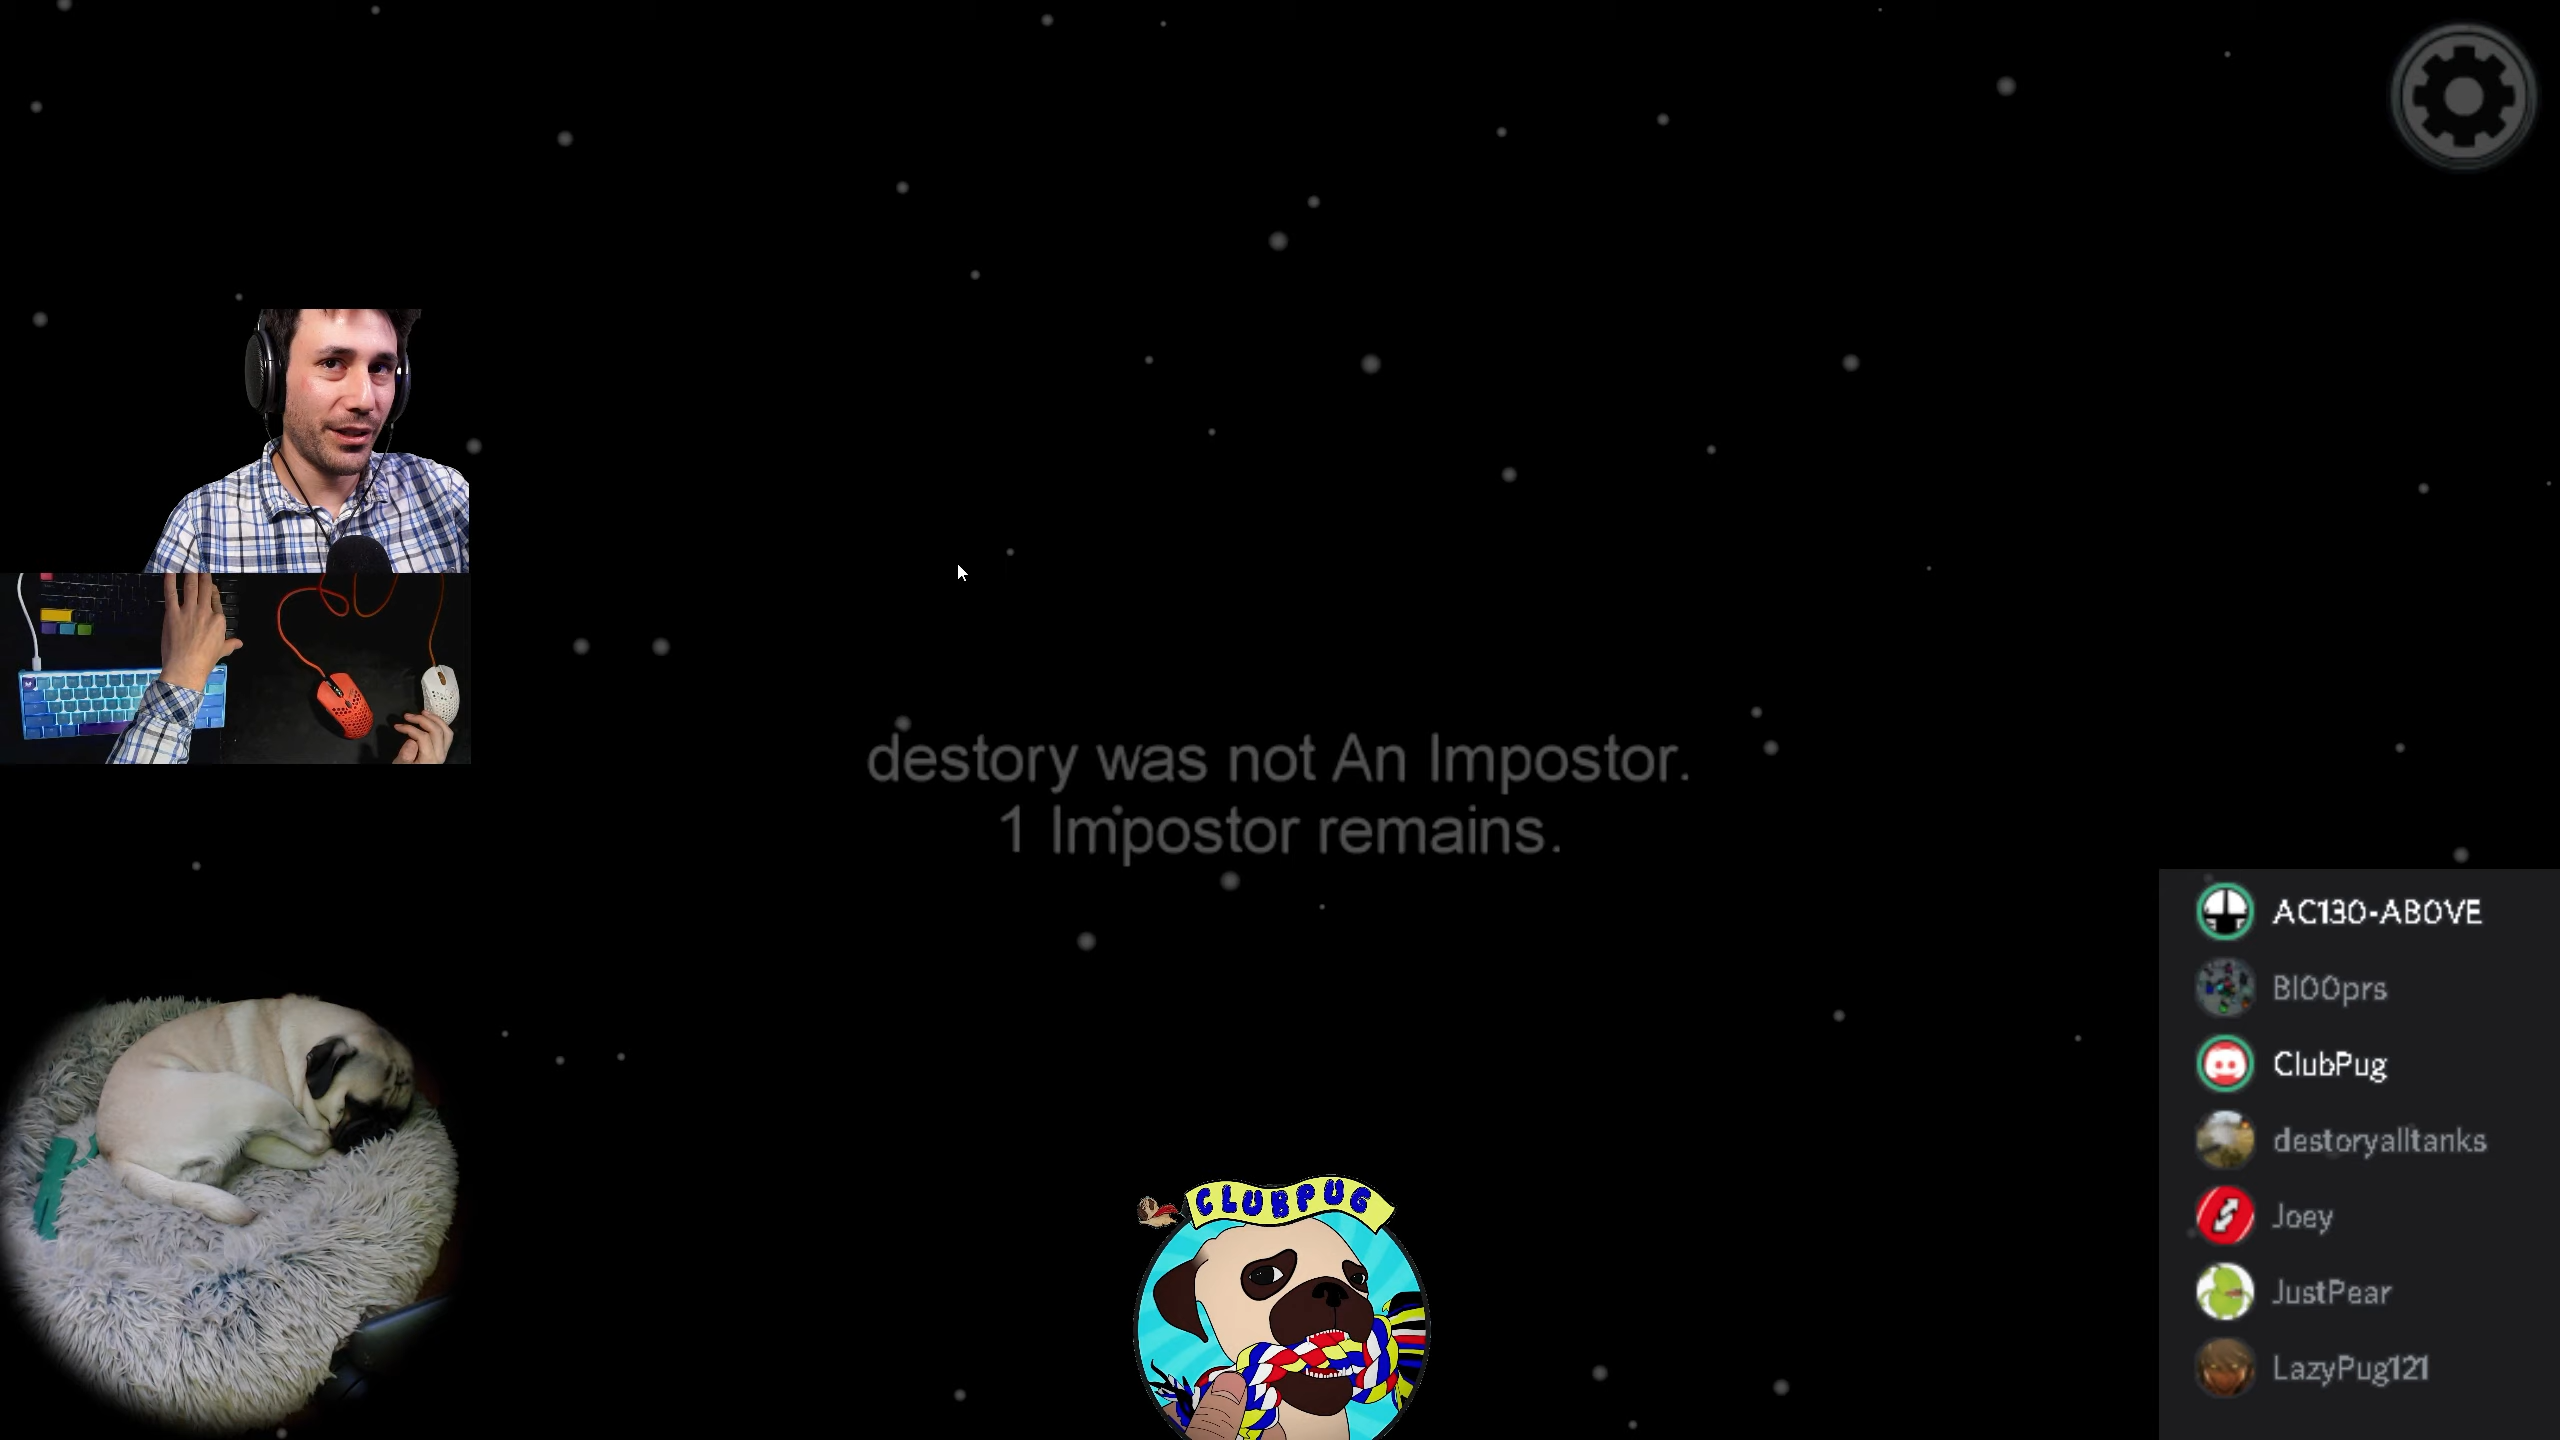 destory was not An Impostor.
1 Impostor remains.
AC130-ABOVE
Bl00prs
ClubPug
destoryalltanks
Joey
JustPear
LazyPug121
CLUBPUG